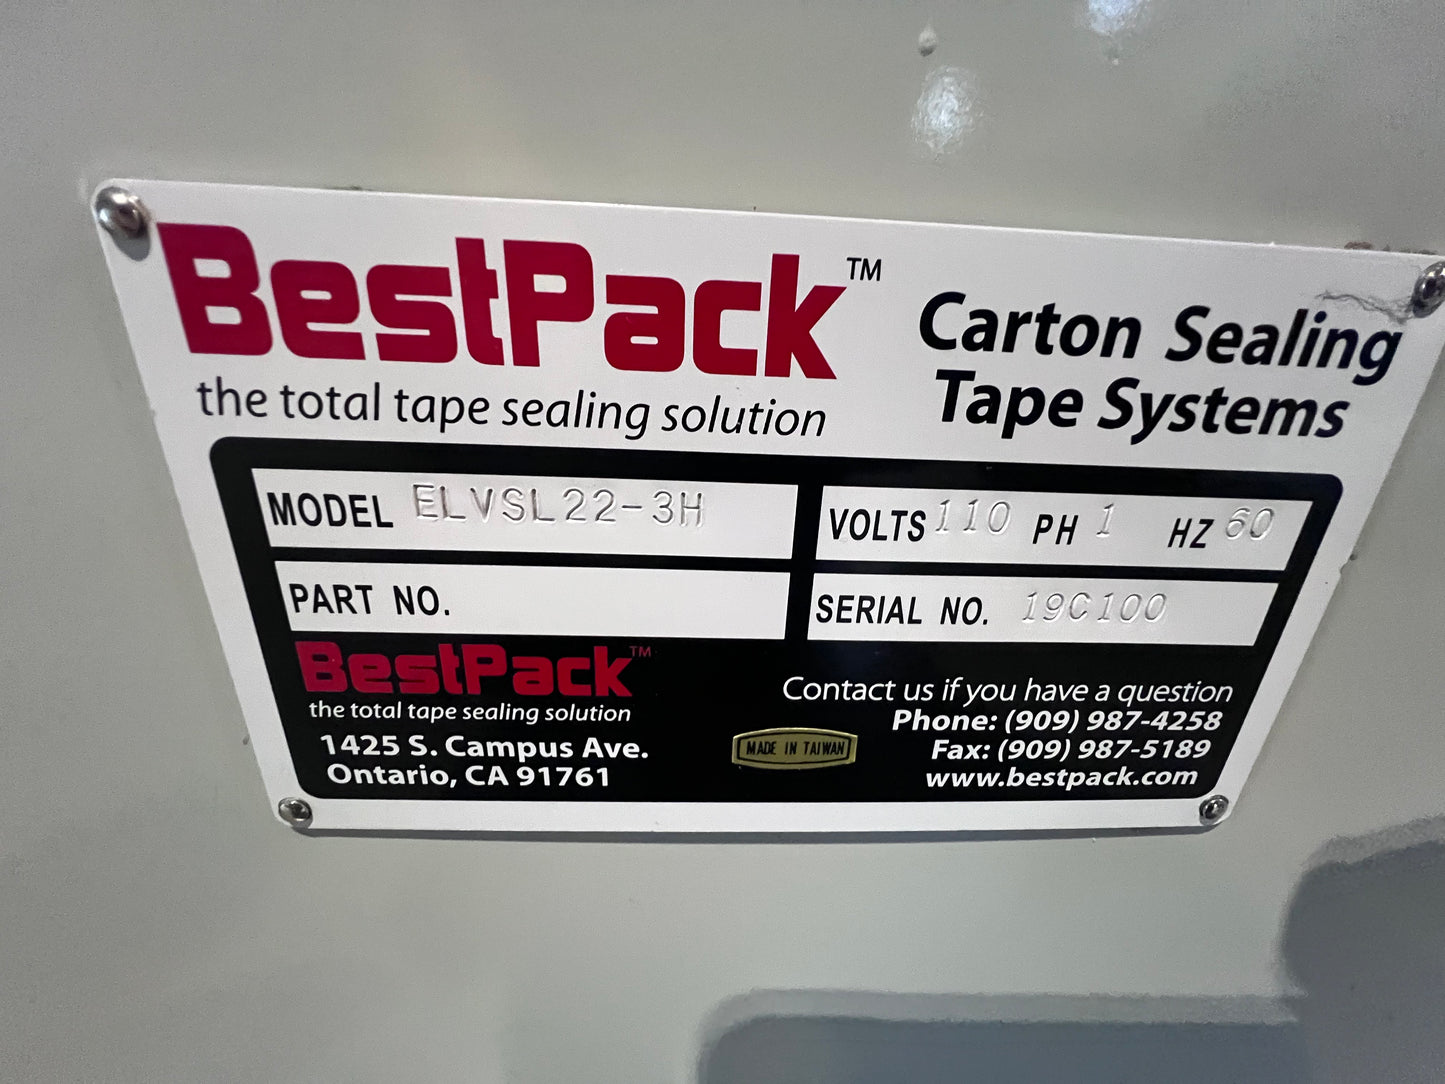 BestPack™
the total tape sealing solution
Carton Sealing
Tape Systems
MODEL ELVSL22-3H
VOLTS 110 PH 1 HZ 60
PART NO.
SERIAL NO. 19C100
BestPack™
the total tape sealing solution
1425 S. Campus Ave.
Ontario, CA 91761
MADE IN TAIWAN
Contact us if you have a question
Phone: (909) 987-4258
Fax: (909) 987-5189
www.bestpack.com